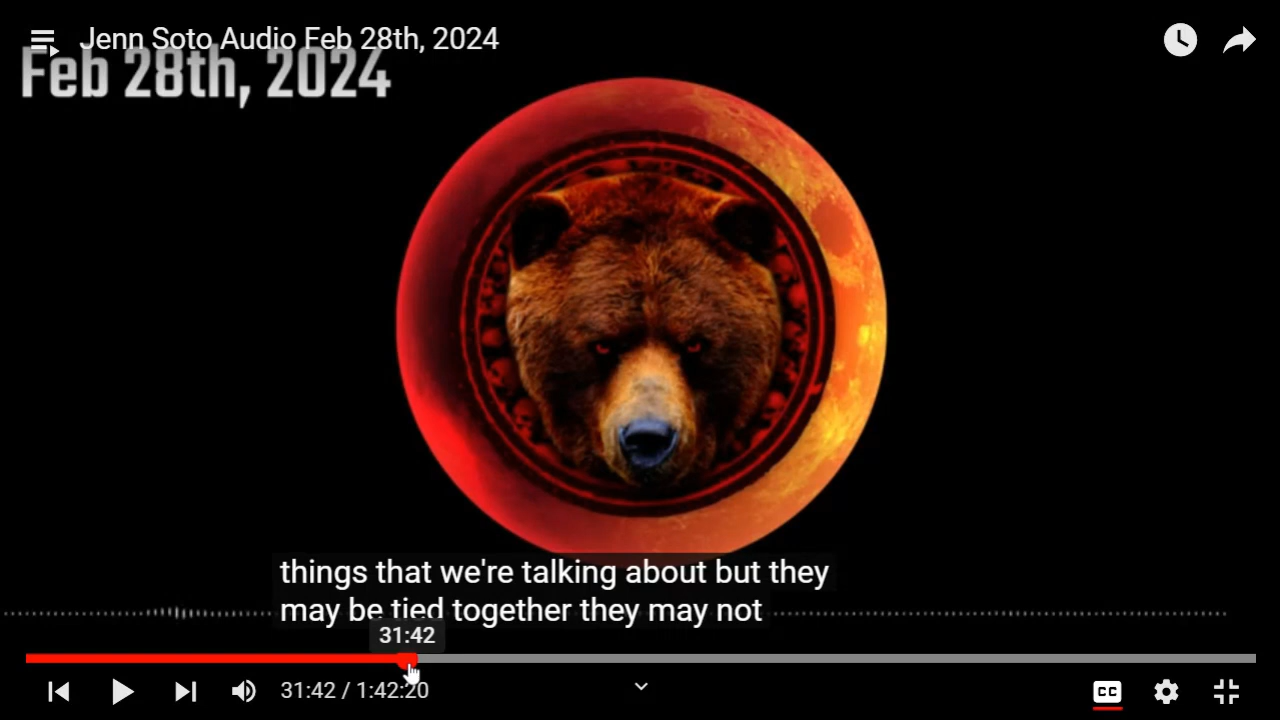 Jenn Soto Audio Feb 28th, 2024
Feb 28th, 2024
things that we're talking about but they
may be tied together they may not
31:42
31:42 / 1:42:20
CC